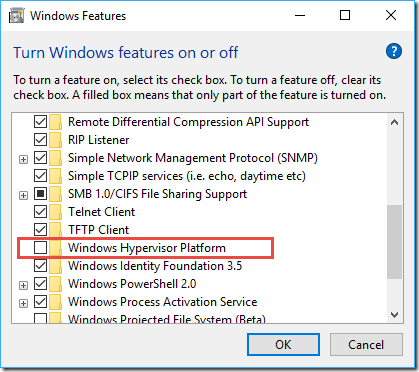 Windows Features
Turn Windows features on or off
To turn a feature on, select its check box. To turn a feature off, clear its
check box. A filled box means that only part of the feature is turned on.
Remote Differential Compression API Support
RIP Listener
Simple Network Management Protocol (SNMP)
Simple TCPIP services (i.e. echo, daytime etc)
SMB 1.0/CIFS File Sharing Support
Telnet Client
TFTP Client
Windows Hypervisor Platform
Windows Identity Foundation 3.5
Windows PowerShell 2.0
Windows Process Activation Service
Windows Projected File System (Beta)
OK
Cancel